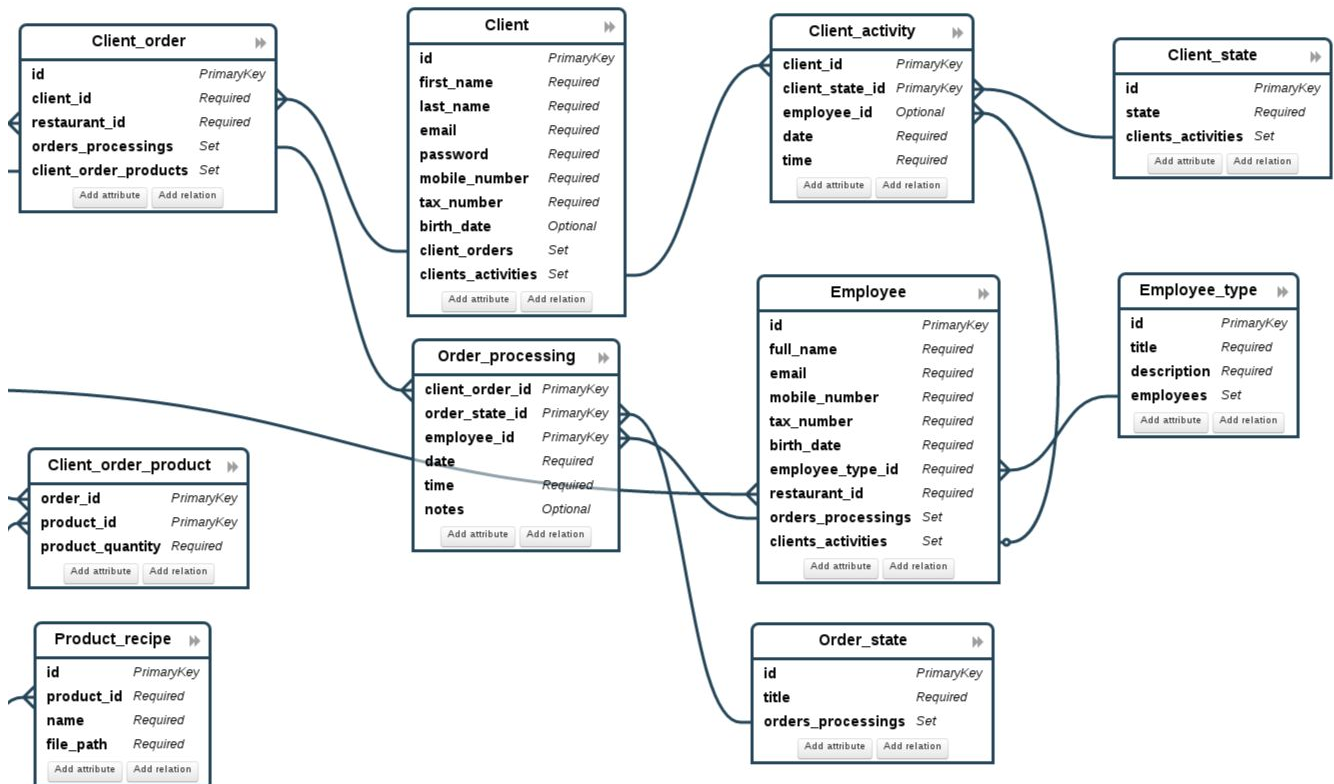 Client_order
id PrimaryKey
client_id Required
restaurant_id Required
orders_processings Set
client_order_products Set
Add attribute Add relation
Client
id PrimaryKey
first_name Required
last_name Required
email Required
password Required
mobile_number Required
tax_number Required
birth_date Optional
client_orders Set
clients_activities Set
Add attribute Add relation
Client_activity
client_id PrimaryKey
client_state_id PrimaryKey
employee_id Optional
date Required
time Required
Add attribute Add relation
Client_state
id PrimaryKey
state Required
clients_activities Set
Add attribute Add relation
Order_processing
client_order_id PrimaryKey
order_state_id PrimaryKey
employee_id PrimaryKey
date Required
time Required
notes Optional
Add attribute Add relation
Employee
id PrimaryKey
full_name Required
email Required
mobile_number Required
tax_number Required
birth_date Required
employee_type_id Required
restaurant_id Required
orders_processings Set
clients_activities Set
Add attribute Add relation
Employee_type
id PrimaryKey
title Required
description Required
employees Set
Add attribute Add relation
Client_order_product
order_id PrimaryKey
product_id PrimaryKey
product_quantity Required
Add attribute Add relation
Product_recipe
id PrimaryKey
product_id Required
name Required
file_path Required
Add attribute Add relation
Order_state
id PrimaryKey
title Required
orders_processings Set
Add attribute Add relation